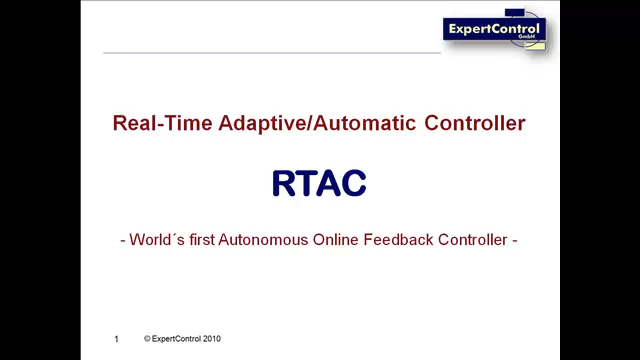 ExpertControl
GmbH
Real-Time Adaptive/Automatic Controller
RTAC
- World´s first Autonomous Online Feedback Controller -
1 © ExpertControl 2010